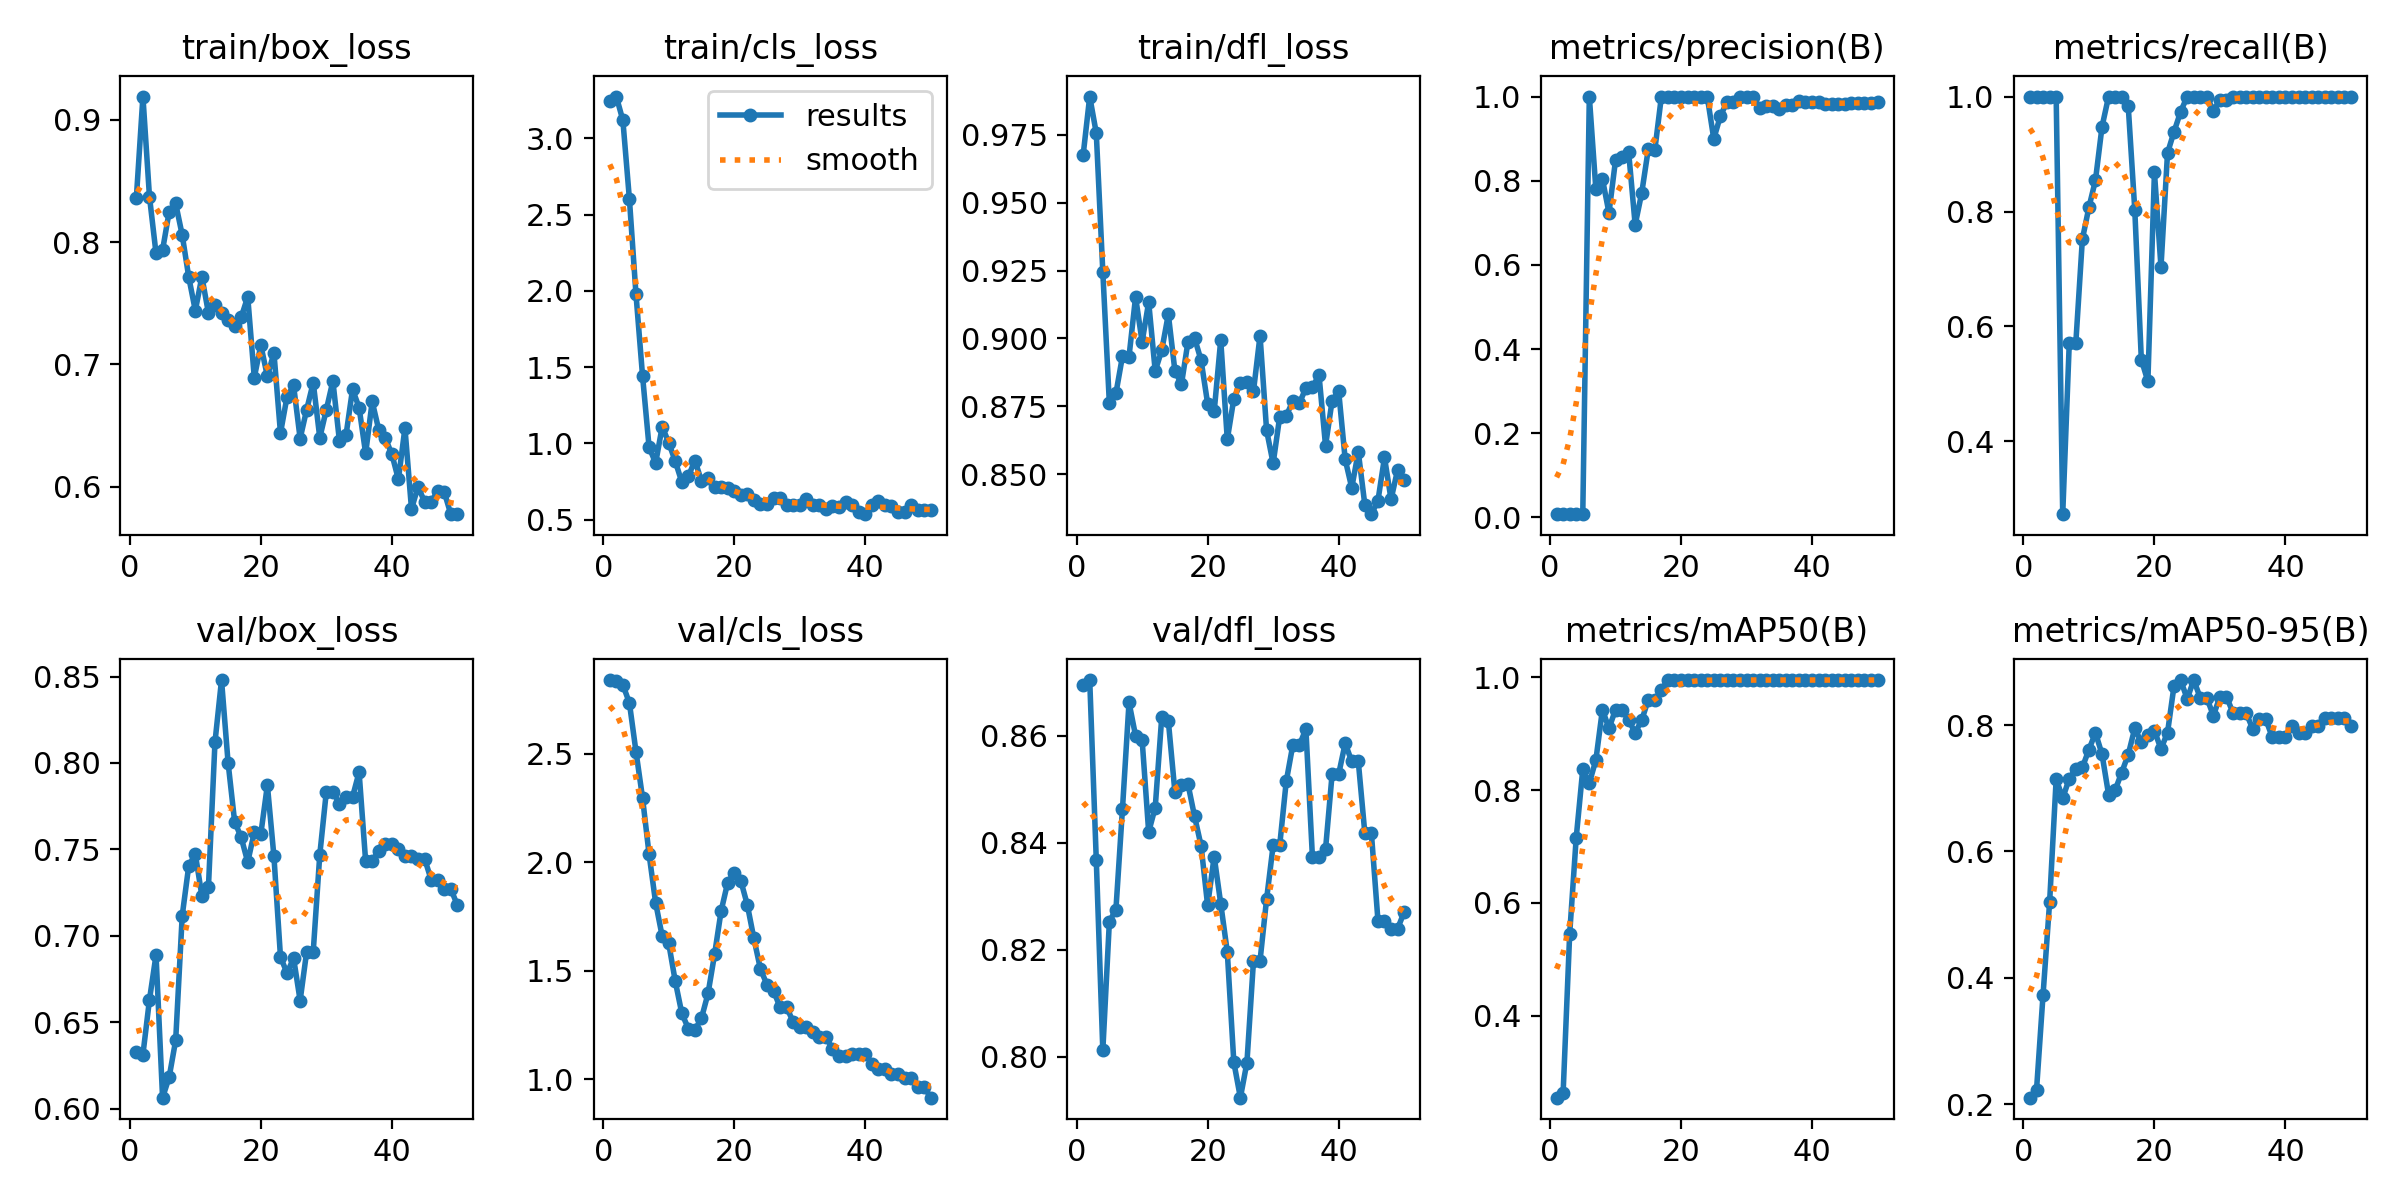 train/box_loss
train/cls_loss
train/dfl_loss
metrics/precision(B)
metrics/recall(B)
0.9
0.8
0.7
0.6
0 20 40
results
smooth
3.0
2.5
2.0
1.5
1.0
0.5
0 20 40
0.975
0.950
0.925
0.900
0.875
0.850
0 20 40
1.0
0.8
0.6
0.4
0.2
0.0
0 20 40
1.0
0.8
0.6
0.4
0 20 40
val/box_loss
val/cls_loss
val/dfl_loss
metrics/mAP50(B)
metrics/mAP50-95(B)
0.85
0.80
0.75
0.70
0.65
0.60
0 20 40
2.5
2.0
1.5
1.0
0 20 40
0.86
0.84
0.82
0.80
0 20 40
1.0
0.8
0.6
0.4
0 20 40
0.8
0.6
0.4
0.2
0 20 40